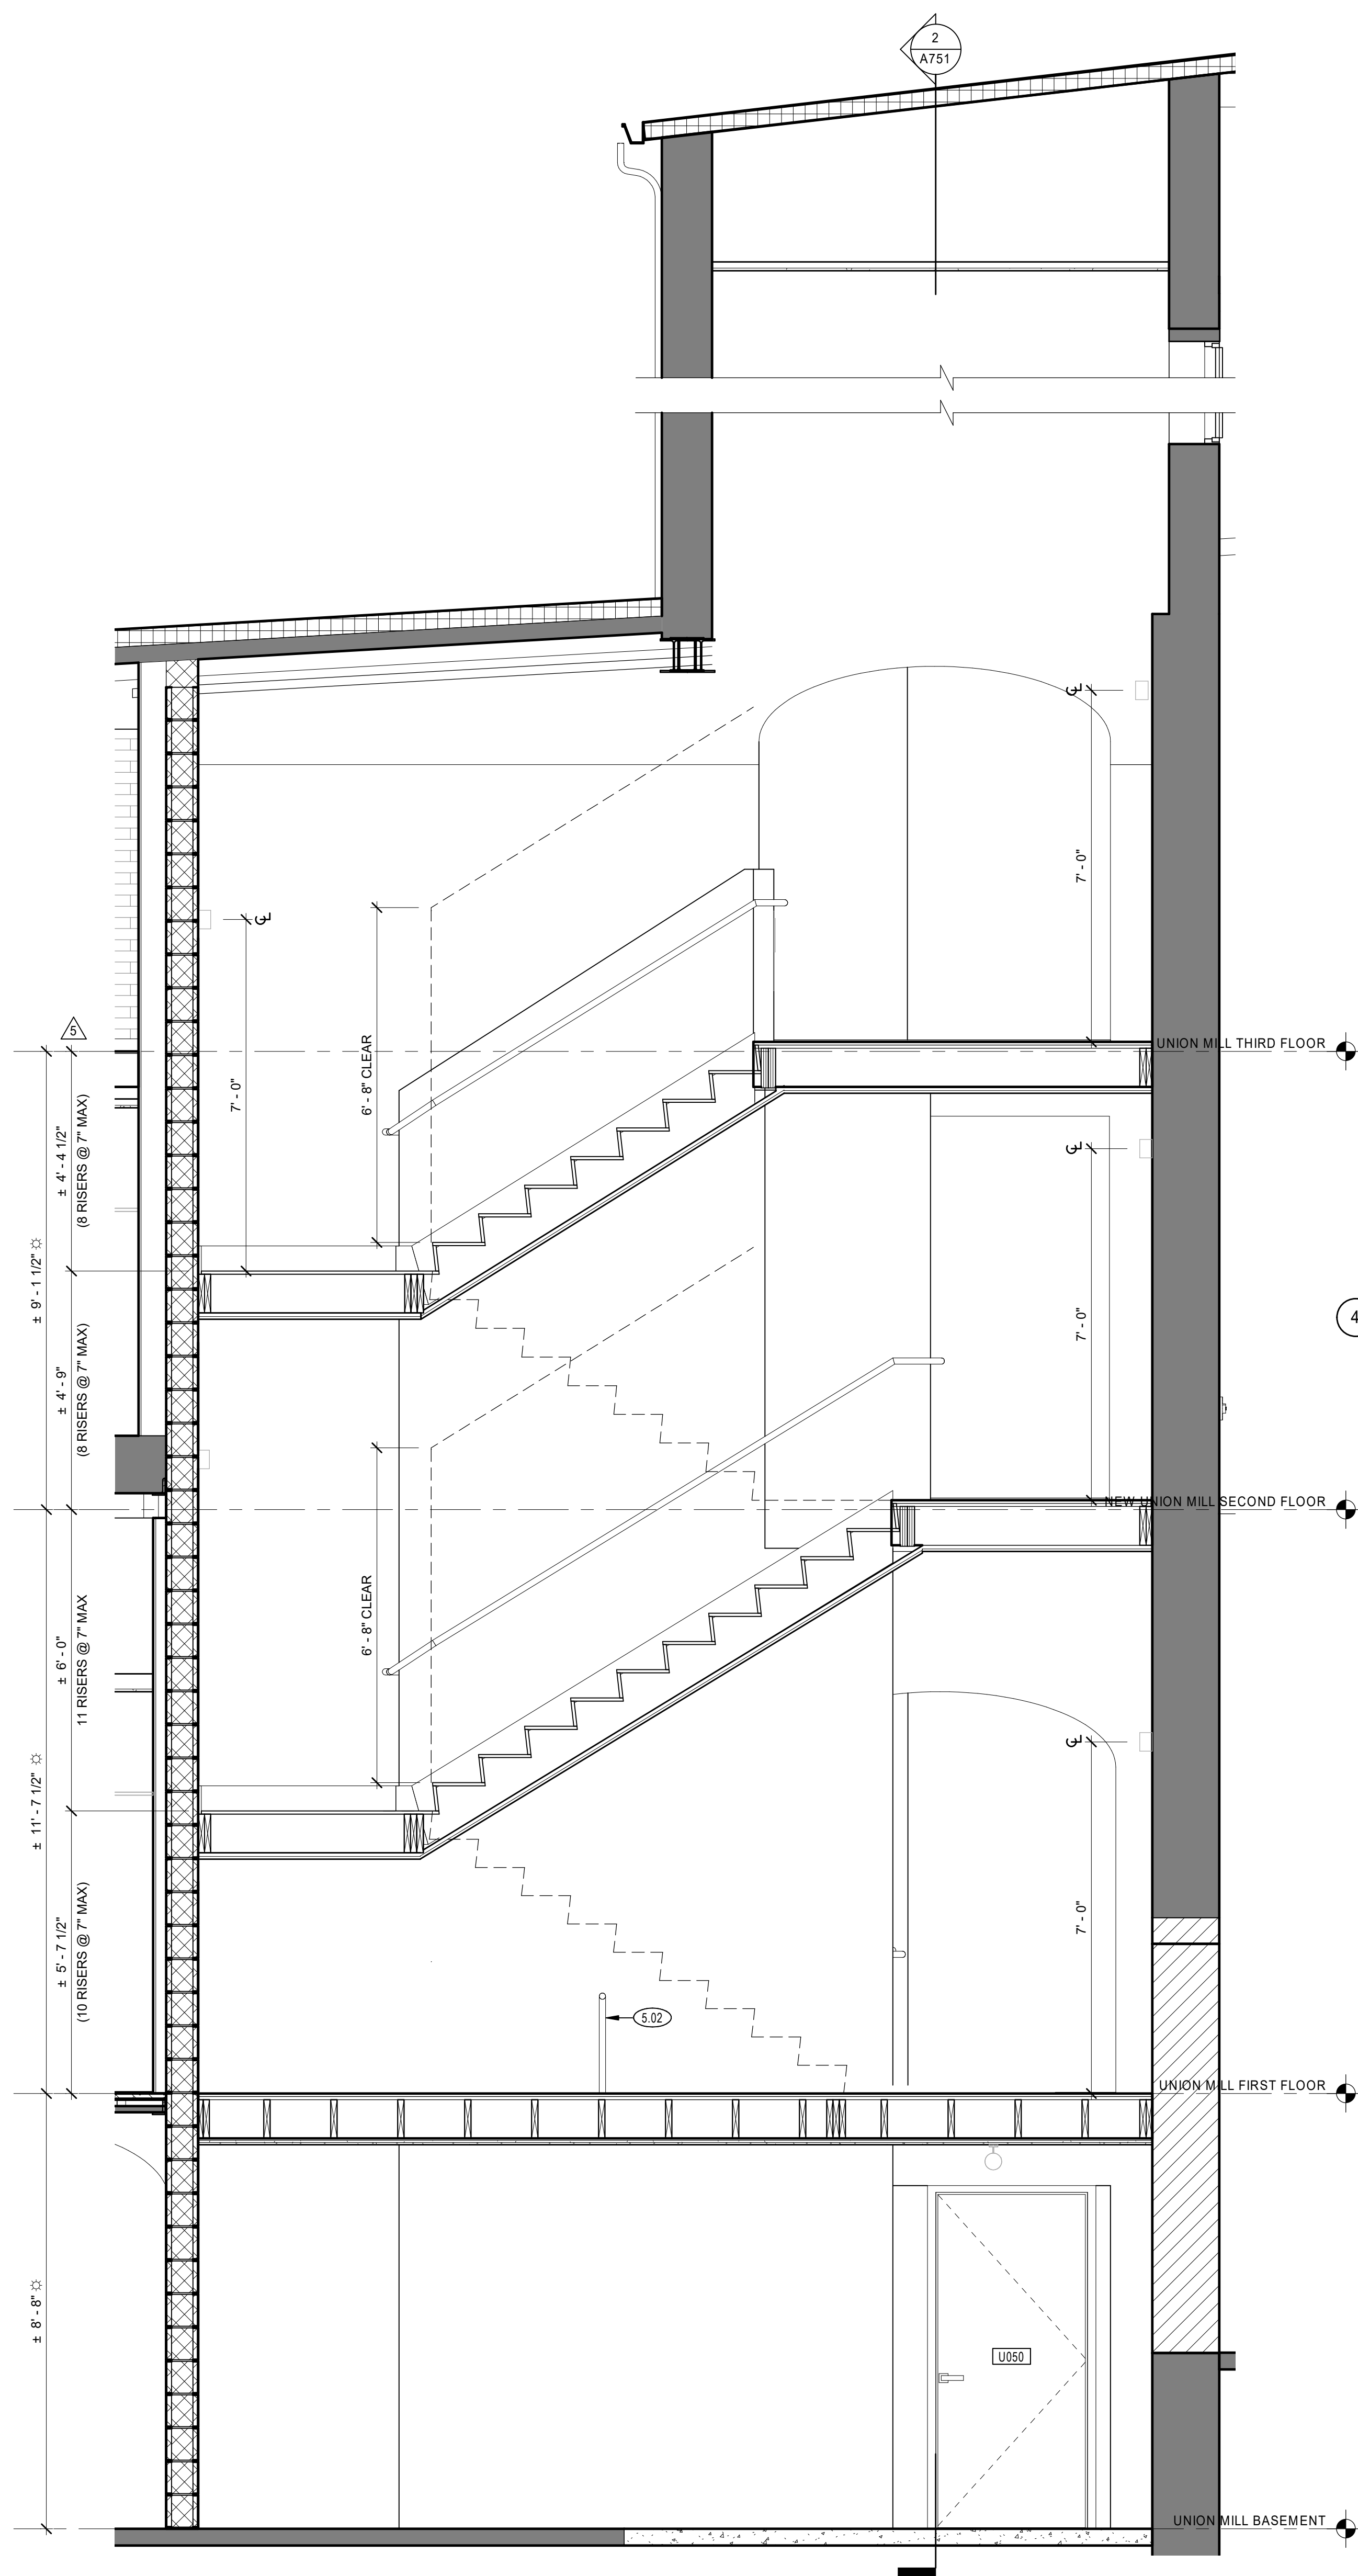 2
A751
7' - 0"
7' - 0"
6' - 8" CLEAR
5
UNION MILL THIRD FLOOR
± 4' - 4 1/2"
(8 RISERS @ 7" MAX)
± 9' - 1 1/2"
± 4' - 9"
(8 RISERS @ 7" MAX)
7' - 0"
4
NEW UNION MILL SECOND FLOOR
6' - 8" CLEAR
± 6' - 0"
11 RISERS @ 7" MAX
± 11' - 7 1/2"
± 5' - 7 1/2"
(10 RISERS @ 7" MAX)
7' - 0"
5.02
UNION MILL FIRST FLOOR
± 8' - 8"
U050
UNION MILL BASEMENT